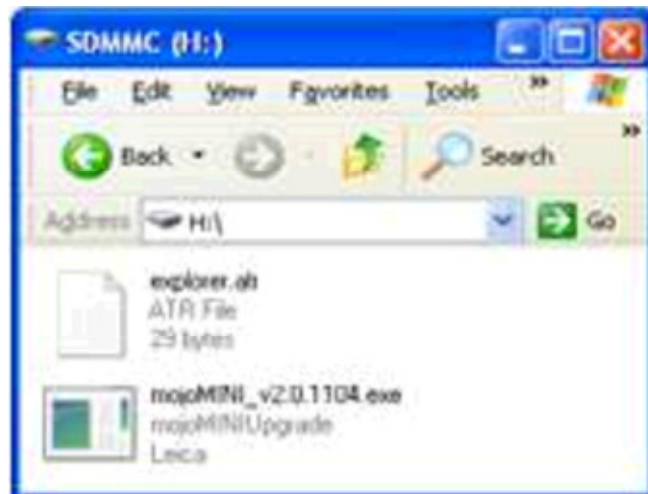 SDMMC (H:)
File Edit View Favorites Tools »
Back Search »
Address H:\ Go
explorer.atr
ATR File
29 bytes
mojoMINI_v2.0.1104.exe
mojoMINIUpgrade
Leica